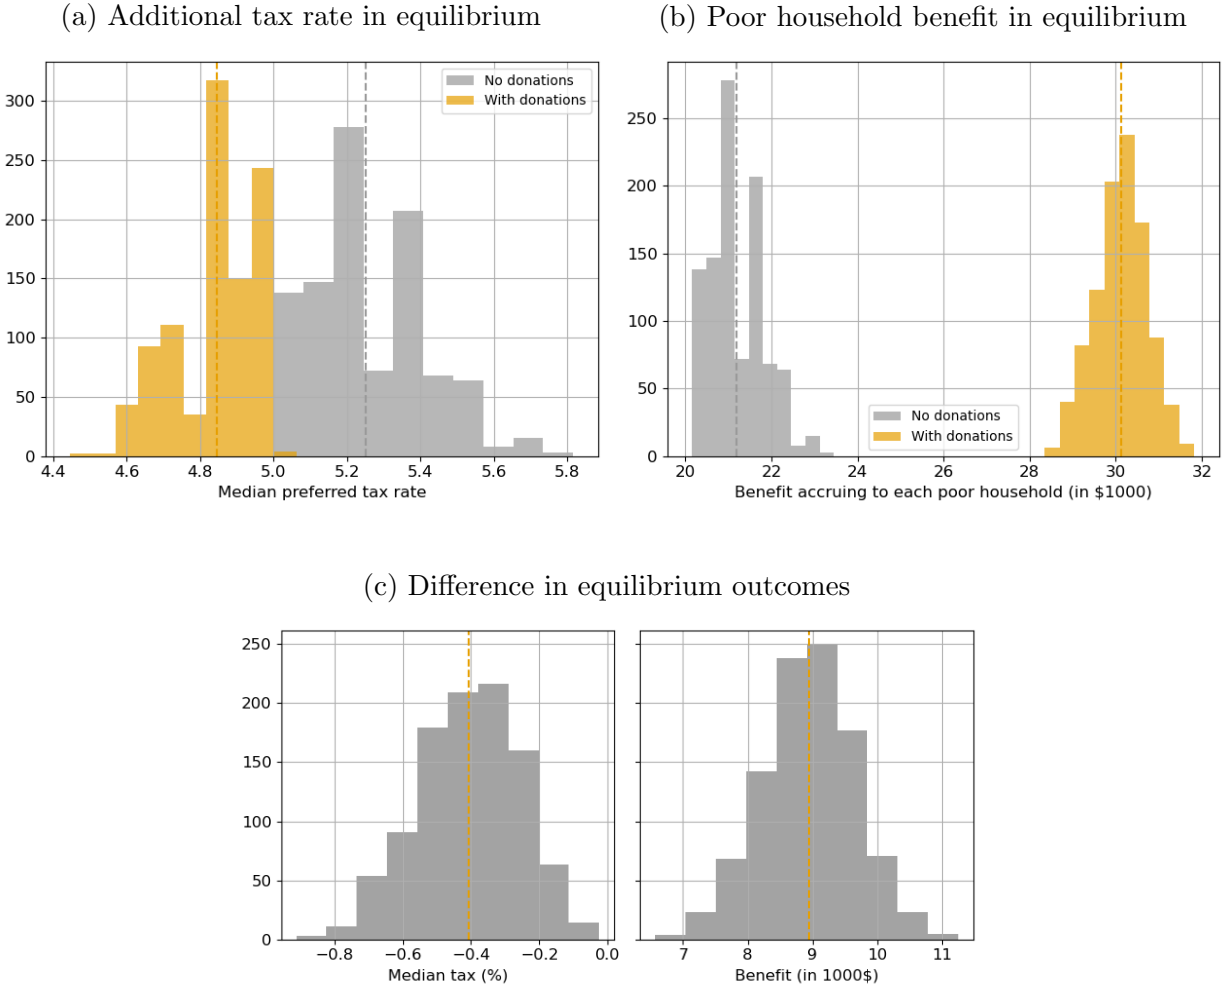 (a) Additional tax rate in equilibrium
300
250
200
150
100
50
0
No donations
With donations
4.4 4.6 4.8 5.0 5.2 5.4 5.6 5.8
Median preferred tax rate
(b) Poor household benefit in equilibrium
250
200
150
100
50
0
No donations
With donations
20 22 24 26 28 30 32
Benefit accruing to each poor household (in $1000)
(c) Difference in equilibrium outcomes
250
200
150
100
50
0
−0.8 −0.6 −0.4 −0.2 0.0
Median tax (%)
7 8 9 10 11
Benefit (in 1000$)